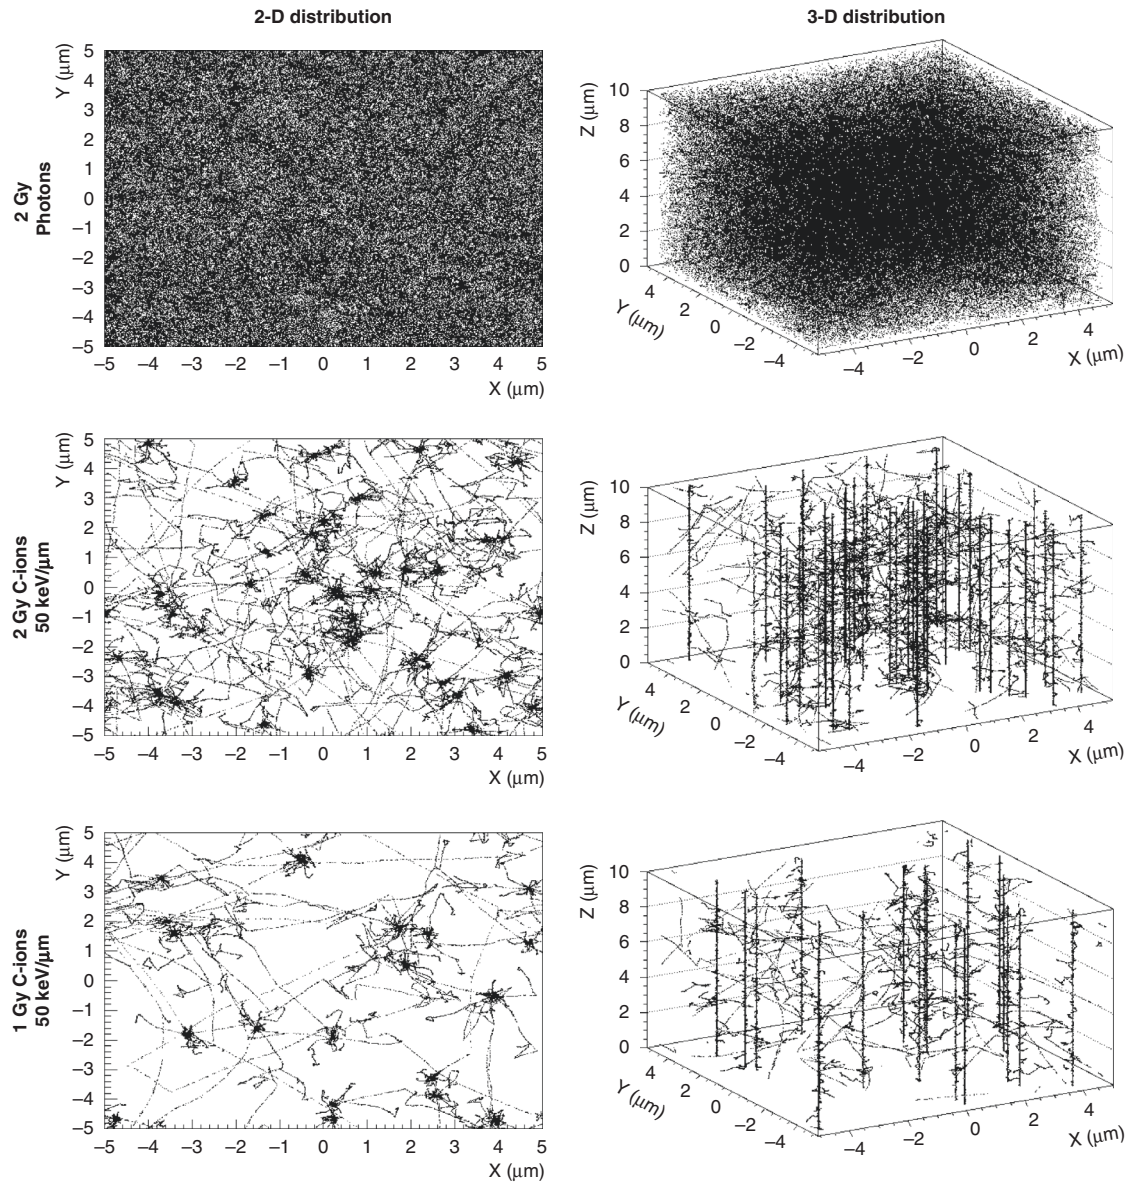 2-D distribution
3-D distribution
2 Gy
Photons
Y (μm)
5
4
3
2
1
0
–1
–2
–3
–4
–5
–5 –4 –3 –2 –1 0 1 2 3 4 5
X (μm)
Z (μm)
10
8
6
4
2
0
4 2 0 –2 –4
Y (μm)
–4 –2 0 2 4
X (μm)
2 Gy C-ions
50 keV/μm
Y (μm)
5
4
3
2
1
0
–1
–2
–3
–4
–5
–5 –4 –3 –2 –1 0 1 2 3 4 5
X (μm)
Z (μm)
10
8
6
4
2
0
4 2 0 –2 –4
Y (μm)
–4 –2 0 2 4
X (μm)
1 Gy C-ions
50 keV/μm
Y (μm)
5
4
3
2
1
0
–1
–2
–3
–4
–5
–5 –4 –3 –2 –1 0 1 2 3 4 5
X (μm)
Z (μm)
10
8
6
4
2
0
4 2 0 –2 –4
Y (μm)
–4 –2 0 2 4
X (μm)